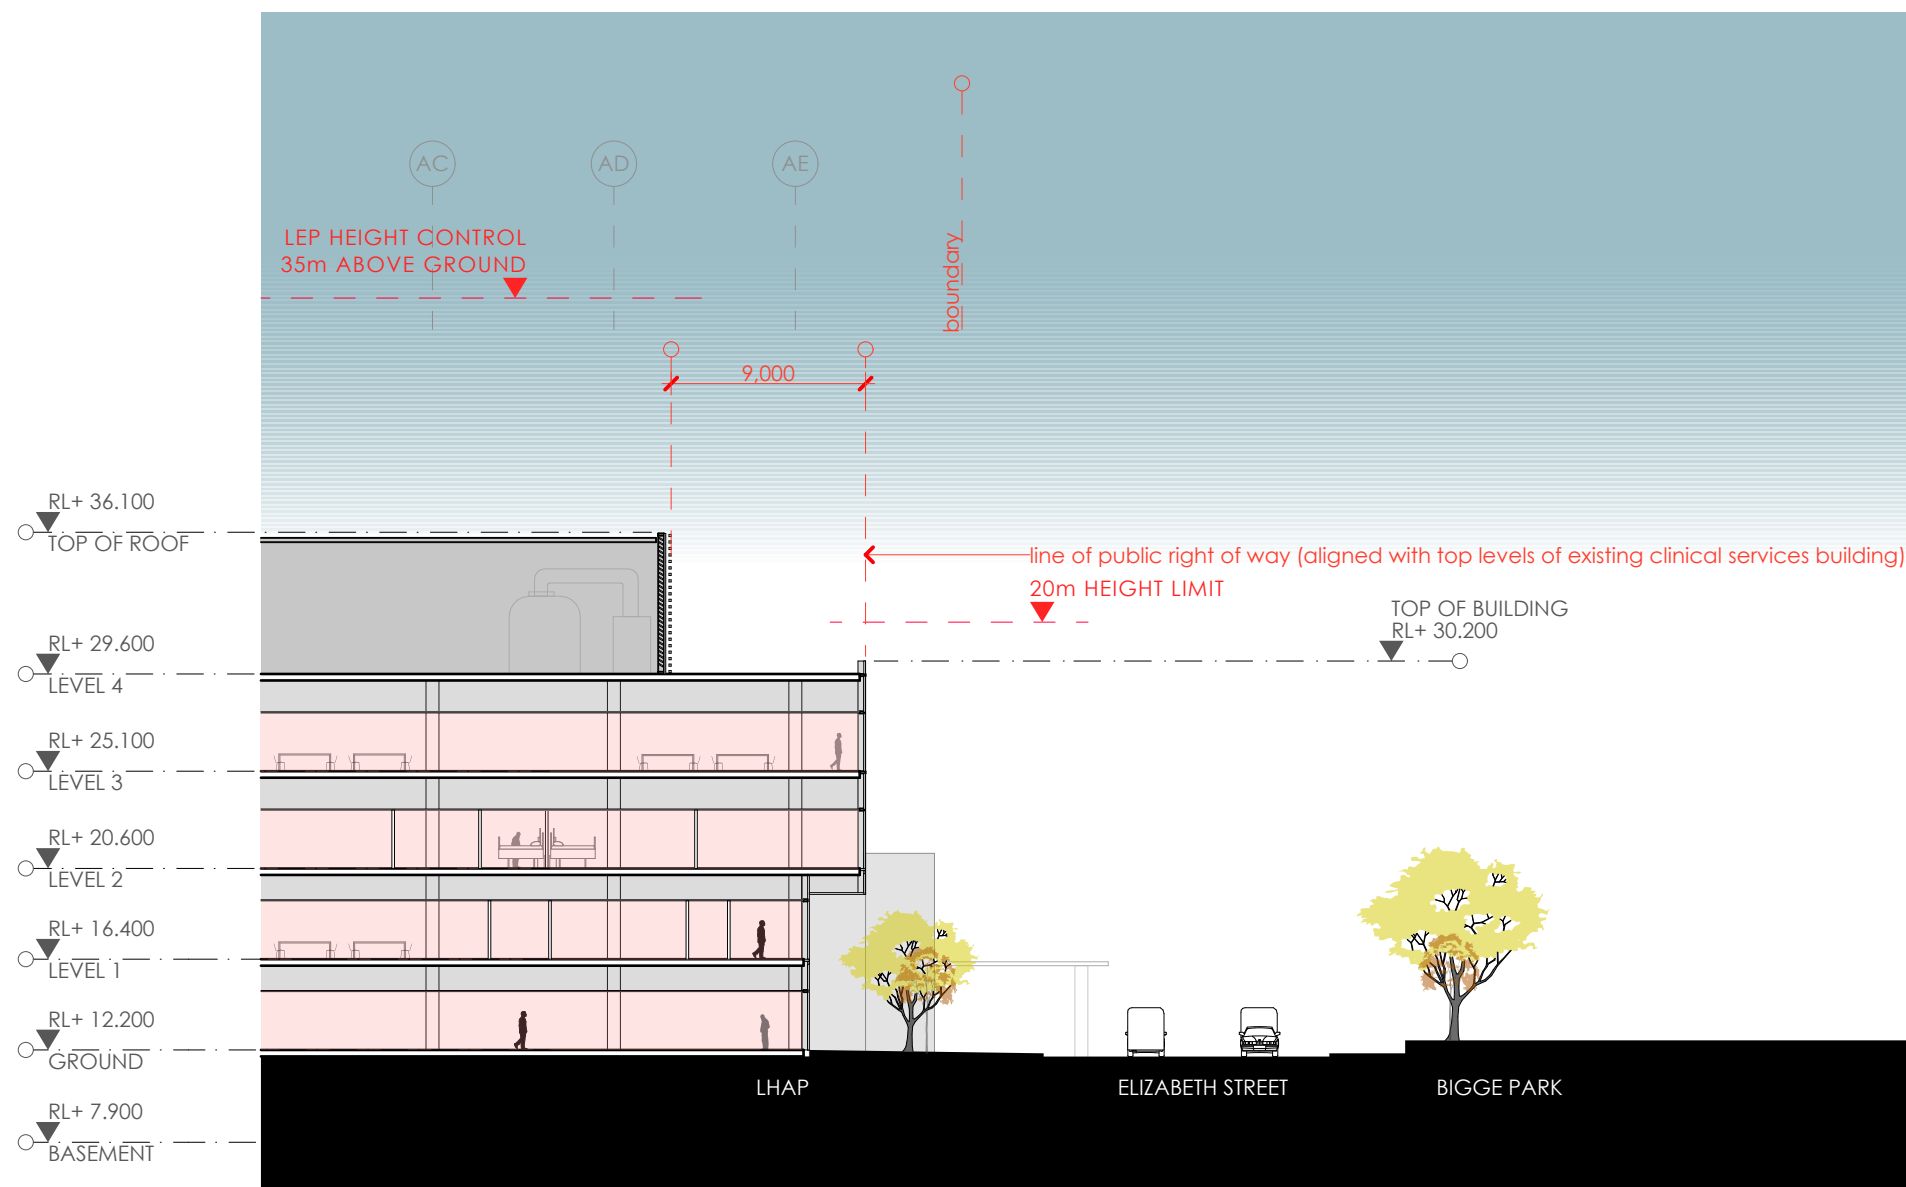 AC
AD
AE
LEP HEIGHT CONTROL
35m ABOVE GROUND
boundary
9,000
RL+ 36.100
TOP OF ROOF
line of public right of way (aligned with top levels of existing clinical services building)
20m HEIGHT LIMIT
TOP OF BUILDING
RL+ 30.200
RL+ 29.600
LEVEL 4
RL+ 25.100
LEVEL 3
RL+ 20.600
LEVEL 2
RL+ 16.400
LEVEL 1
RL+ 12.200
GROUND
LHAP
ELIZABETH STREET
BIGGE PARK
RL+ 7.900
BASEMENT